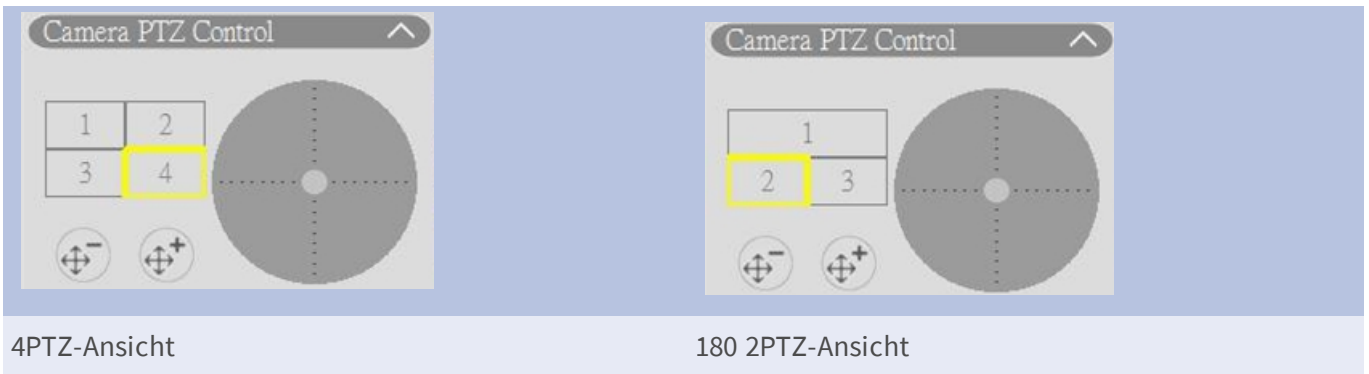 Camera PTZ Control
1 2
3 4
4PTZ-Ansicht
Camera PTZ Control
1
2 3
180 2PTZ-Ansicht